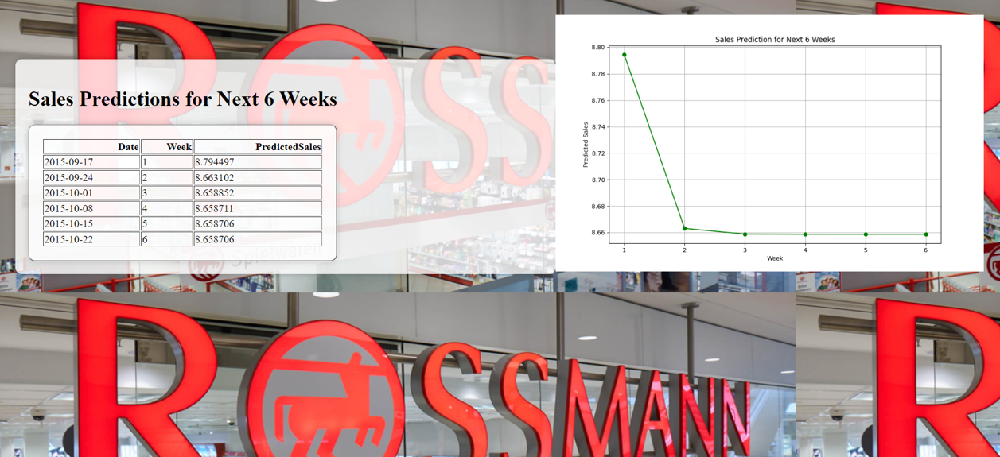 Sales Predictions for Next 6 Weeks
Date Week PredictedSales
2015-09-17 1 8.794497
2015-09-24 2 8.663102
2015-10-01 3 8.658852
2015-10-08 4 8.658711
2015-10-15 5 8.658706
2015-10-22 6 8.658706
Sales Prediction for Next 6 Weeks
Predicted Sales
8.80
8.78
8.76
8.74
8.72
8.70
8.68
8.66
1 2 3 4 5 6
Week
R SS
Spielwa
R SSMANN
R